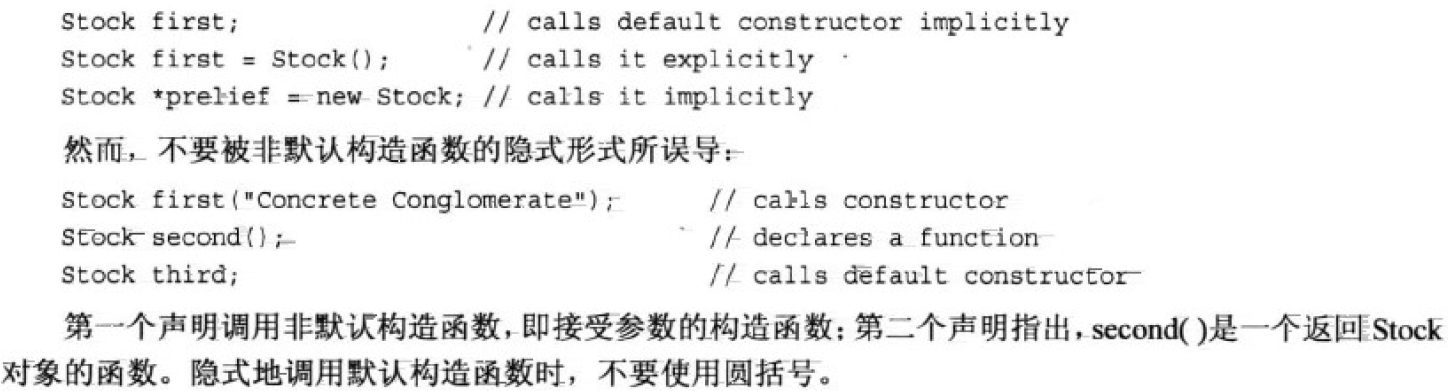 Stock first; // calls default constructor implicitly
Stock first = Stock(); // calls it explicitly
Stock *prelief = new Stock; // calls it implicitly
然而，不要被非默认构造函数的隐式形式所误导：
Stock first("Concrete Conglomerate"); // calls constructor
Stock second(); // declares a function
Stock third; // calls default constructor
第一个声明调用非默认构造函数，即接受参数的构造函数；第二个声明指出，second( )是一个返回 Stock
对象的函数。隐式地调用默认构造函数时，不要使用圆括号。